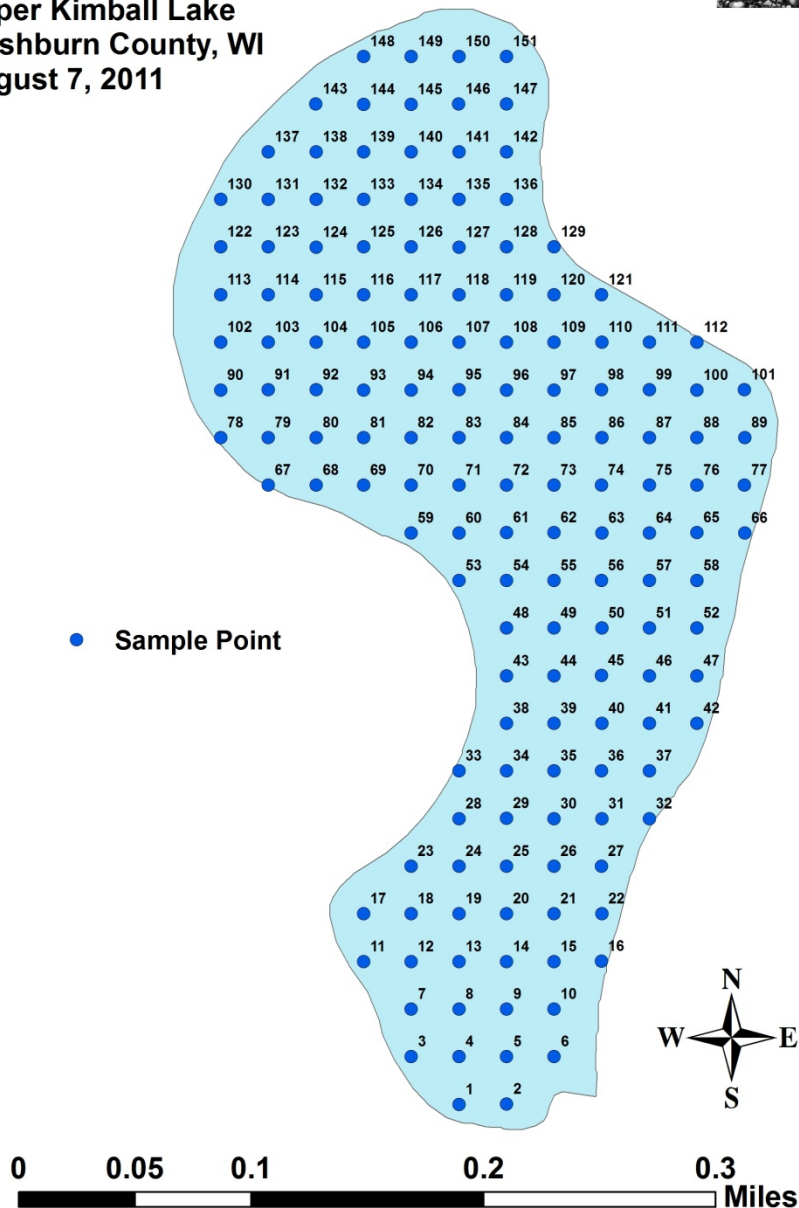 per Kimball Lake
shburn County, WI
gust 7, 2011
148 149 150 151
143 144 145 146 147
137 138 139 140 141 142
130 131 132 133 134 135 136
122 123 124 125 126 127 128 129
113 114 115 116 117 118 119 120 121
102 103 104 105 106 107 108 109 110 111 112
90 91 92 93 94 95 96 97 98 99 100 101
78 79 80 81 82 83 84 85 86 87 88 89
67 68 69 70 71 72 73 74 75 76 77
59 60 61 62 63 64 65 66
53 54 55 56 57 58
48 49 50 51 52
Sample Point
43 44 45 46 47
38 39 40 41 42
33 34 35 36 37
28 29 30 31 32
23 24 25 26 27
17 18 19 20 21 22
11 12 13 14 15 16
7 8 9 10
3 4 5 6
1 2
N
W E
S
0 0.05 0.1 0.2 0.3
Miles